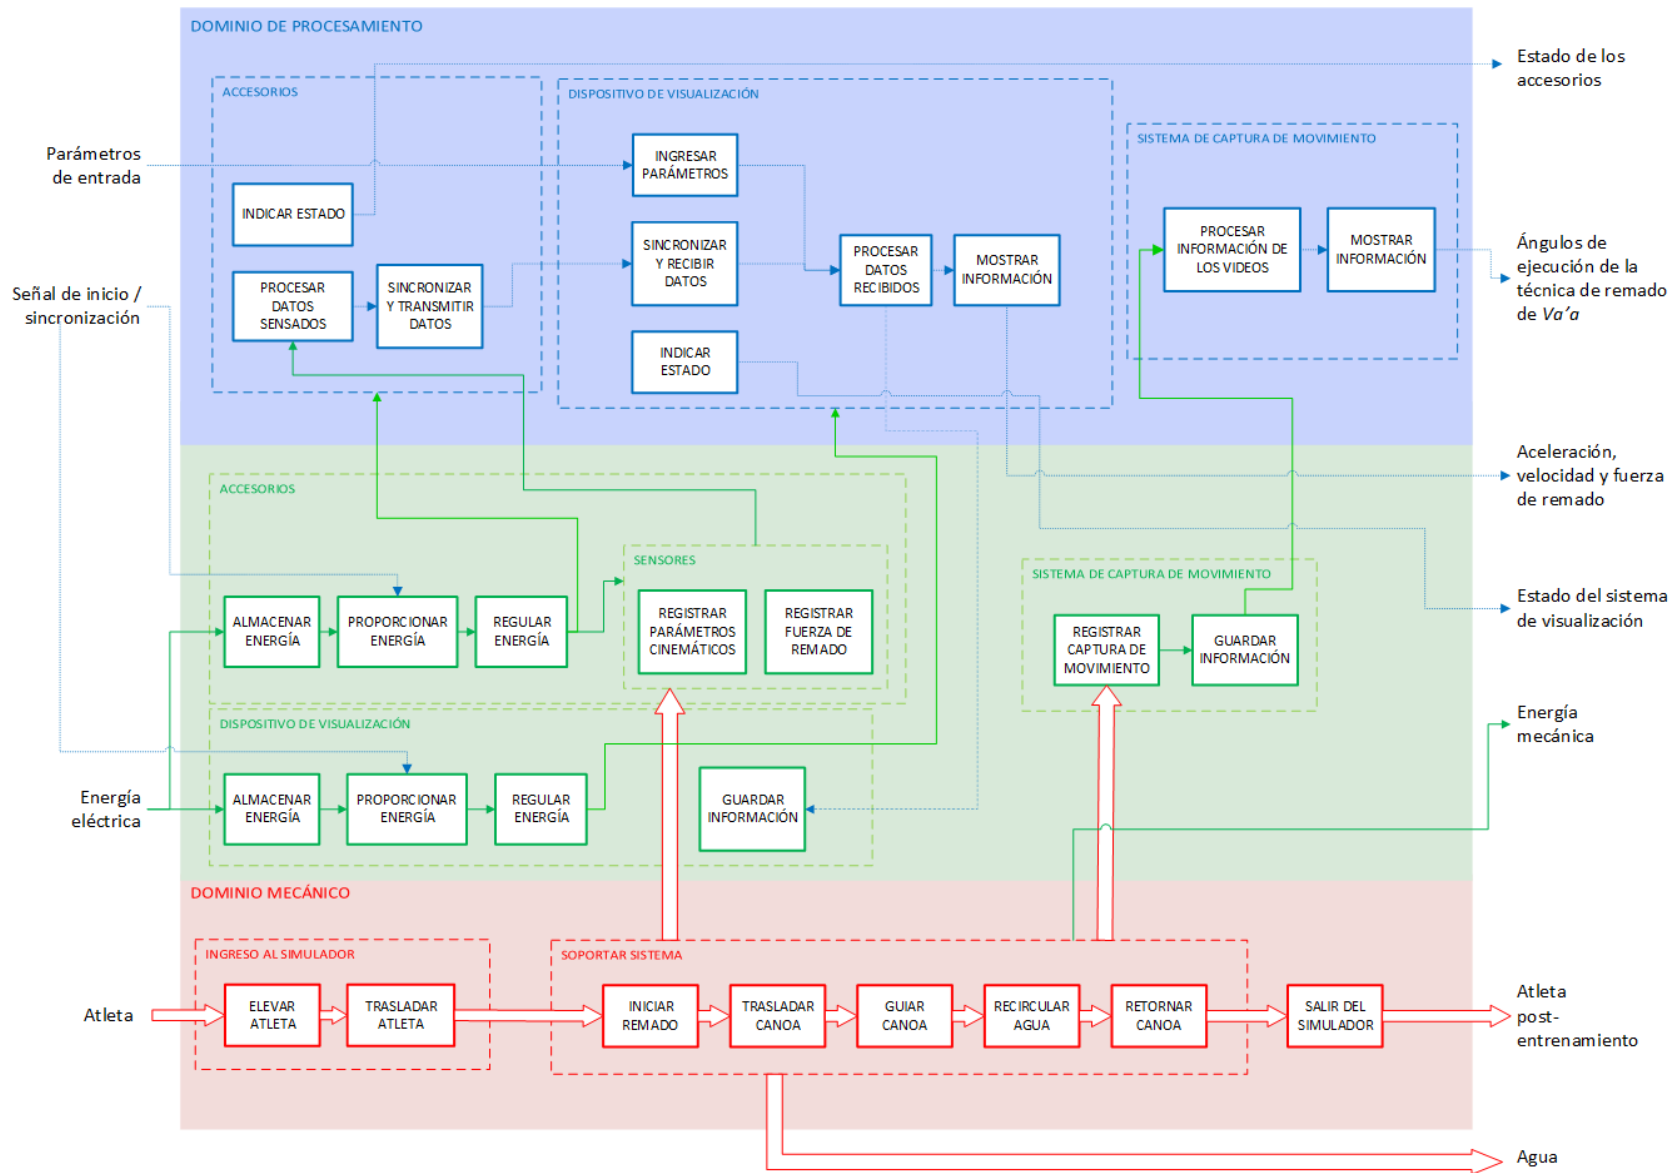 DOMINIO DE PROCESAMIENTO
Estado de los
accesorios
ACCESORIOS
DISPOSITIVO DE VISUALIZACIÓN
SISTEMA DE CAPTURA DE MOVIMIENTO
Parámetros
de entrada
INGRESAR
PARÁMETROS
INDICAR ESTADO
SINCRONIZAR
Y RECIBIR
DATOS
PROCESAR
DATOS
RECIBIDOS
MOSTRAR
INFORMACIÓN
PROCESAR
INFORMACIÓN DE
LOS VIDEOS
MOSTRAR
INFORMACIÓN
Ángulos de
ejecución de la
técnica de remado
de Va'a
Señal de inicio /
sincronización
PROCESAR
DATOS
SENSADOS
SINCRONIZAR
Y TRANSMITIR
DATOS
INDICAR
ESTADO
Aceleración,
velocidad y fuerza
de remado
ACCESORIOS
SENSORES
SISTEMA DE CAPTURA DE MOVIMIENTO
ALMACENAR
ENERGÍA
PROPORCIONAR
ENERGÍA
REGULAR
ENERGÍA
REGISTRAR
PARÁMETROS
CINEMÁTICOS
REGISTRAR
FUERZA DE
REMADO
REGISTRAR
CAPTURA DE
MOVIMIENTO
GUARDAR
INFORMACIÓN
Estado del sistema
de visualización
DISPOSITIVO DE VISUALIZACIÓN
Energía
mecánica
Energía
eléctrica
ALMACENAR
ENERGÍA
PROPORCIONAR
ENERGÍA
REGULAR
ENERGÍA
GUARDAR
INFORMACIÓN
DOMINIO MECÁNICO
INGRESO AL SIMULADOR
SOPORTAR SISTEMA
Atleta
ELEVAR
ATLETA
TRASLADAR
ATLETA
INICIAR
REMADO
TRASLADAR
CANOA
GUIAR
CANOA
RECIRCULAR
AGUA
RETORNAR
CANOA
SALIR DEL
SIMULADOR
Atleta
post-
entrenamiento
Agua